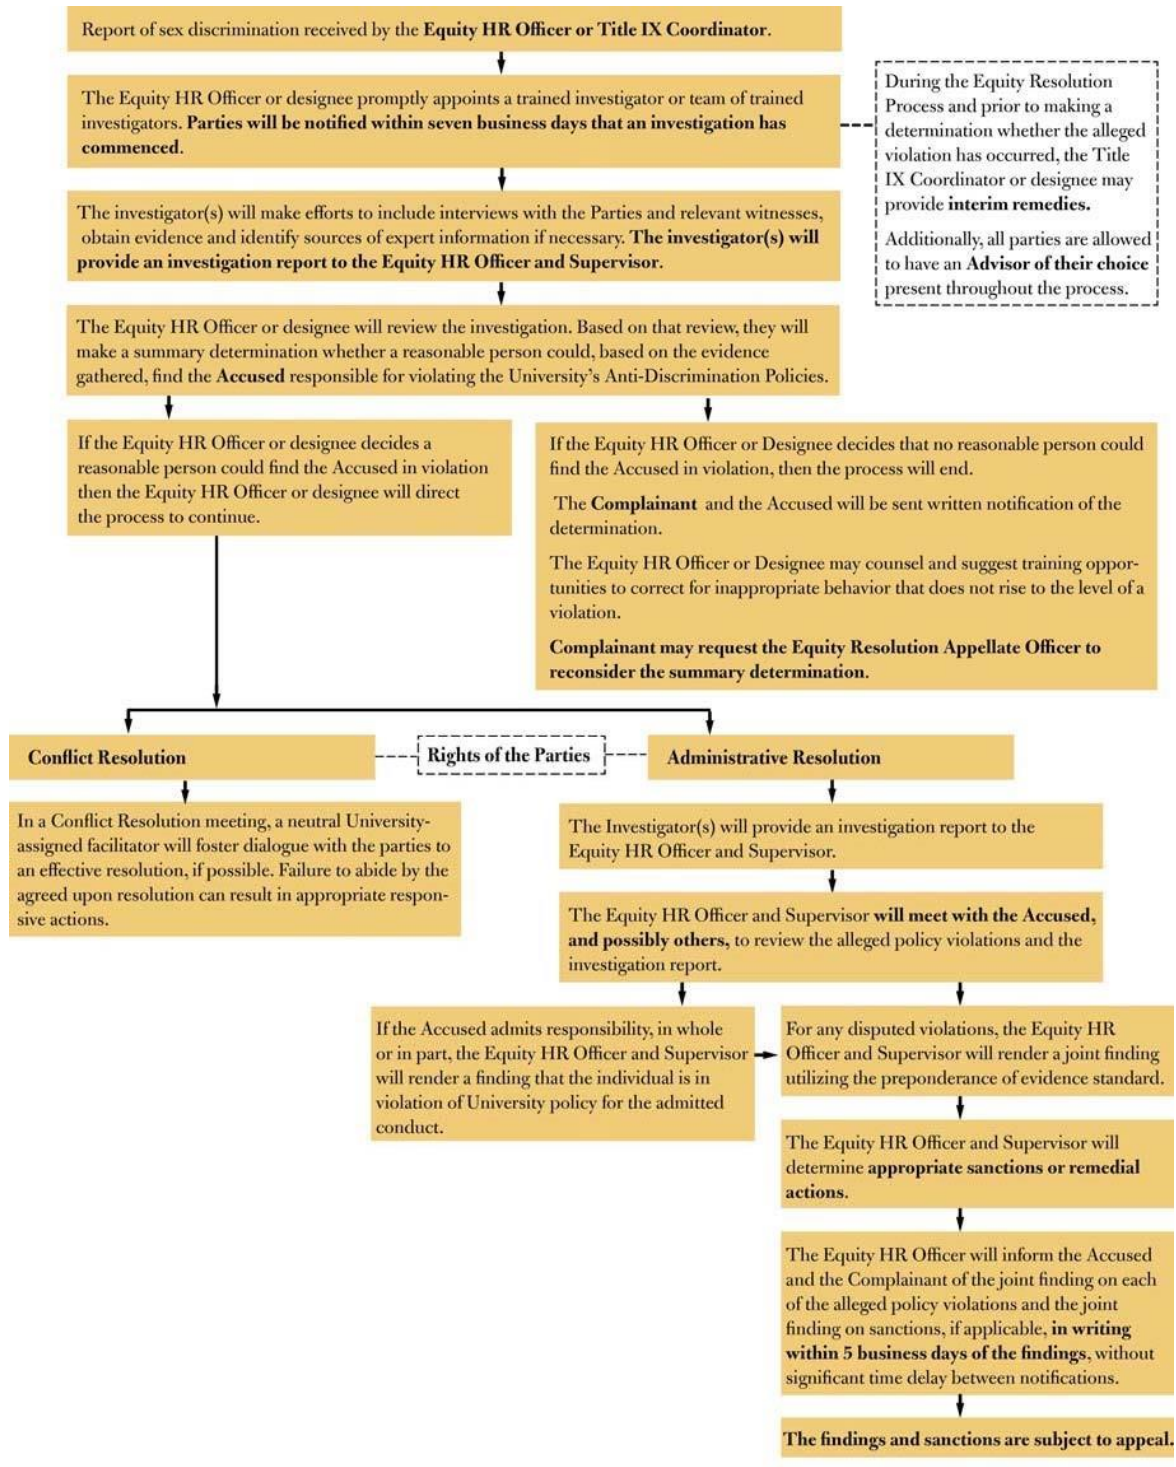 Report of sex discrimination received by the Equity HR Officer or Title IX Coordinator.
The Equity HR Officer or designee promptly appoints a trained investigator or team of trained
investigators. Parties will be notified within seven business days that an investigation has
commenced.
During the Equity Resolution
Process and prior to making a
determination whether the alleged
violation has occurred, the Title
IX Coordinator or designee may
provide interim remedies.
Additionally, all parties are allowed
to have an Advisor of their choice
present throughout the process.
The investigator(s) will make efforts to include interviews with the Parties and relevant witnesses,
obtain evidence and identify sources of expert information if necessary. The investigator(s) will
provide an investigation report to the Equity HR Officer and Supervisor.
The Equity HR Officer or designee will review the investigation. Based on that review, they will
make a summary determination whether a reasonable person could, based on the evidence
gathered, find the Accused responsible for violating the University's Anti-Discrimination Policies.
If the Equity HR Officer or designee decides a
reasonable person could find the Accused in violation
then the Equity HR Officer or designee will direct
the process to continue.
If the Equity HR Officer or Designee decides that no reasonable person could
find the Accused in violation, then the process will end.
The Complainant and the Accused will be sent written notification of the
determination.
The Equity HR Officer or Designee may counsel and suggest training oppor-
tunities to correct for inappropriate behavior that does not rise to the level of a
violation.
Complainant may request the Equity Resolution Appellate Officer to
reconsider the summary determination.
Conflict Resolution
Rights of the Parties
Administrative Resolution
In a Conflict Resolution meeting, a neutral University-
assigned facilitator will foster dialogue with the parties to
an effective resolution, if possible. Failure to abide by the
agreed upon resolution can result in appropriate respon-
sive actions.
The Investigator(s) will provide an investigation report to the
Equity HR Officer and Supervisor.
The Equity HR Officer and Supervisor will meet with the Accused,
and possibly others, to review the alleged policy violations and the
investigation report.
If the Accused admits responsibility, in whole
or in part, the Equity HR Officer and Supervisor
will render a finding that the individual is in
violation of University policy for the admitted
conduct.
For any disputed violations, the Equity HR
Officer and Supervisor will render a joint finding
utilizing the preponderance of evidence standard.
The Equity HR Officer and Supervisor will
determine appropriate sanctions or remedial
actions.
The Equity HR Officer will inform the Accused
and the Complainant of the joint finding on each
of the alleged policy violations and the joint
finding on sanctions, if applicable, in writing
within 5 business days of the findings, without
significant time delay between notifications.
The findings and sanctions are subject to appeal.